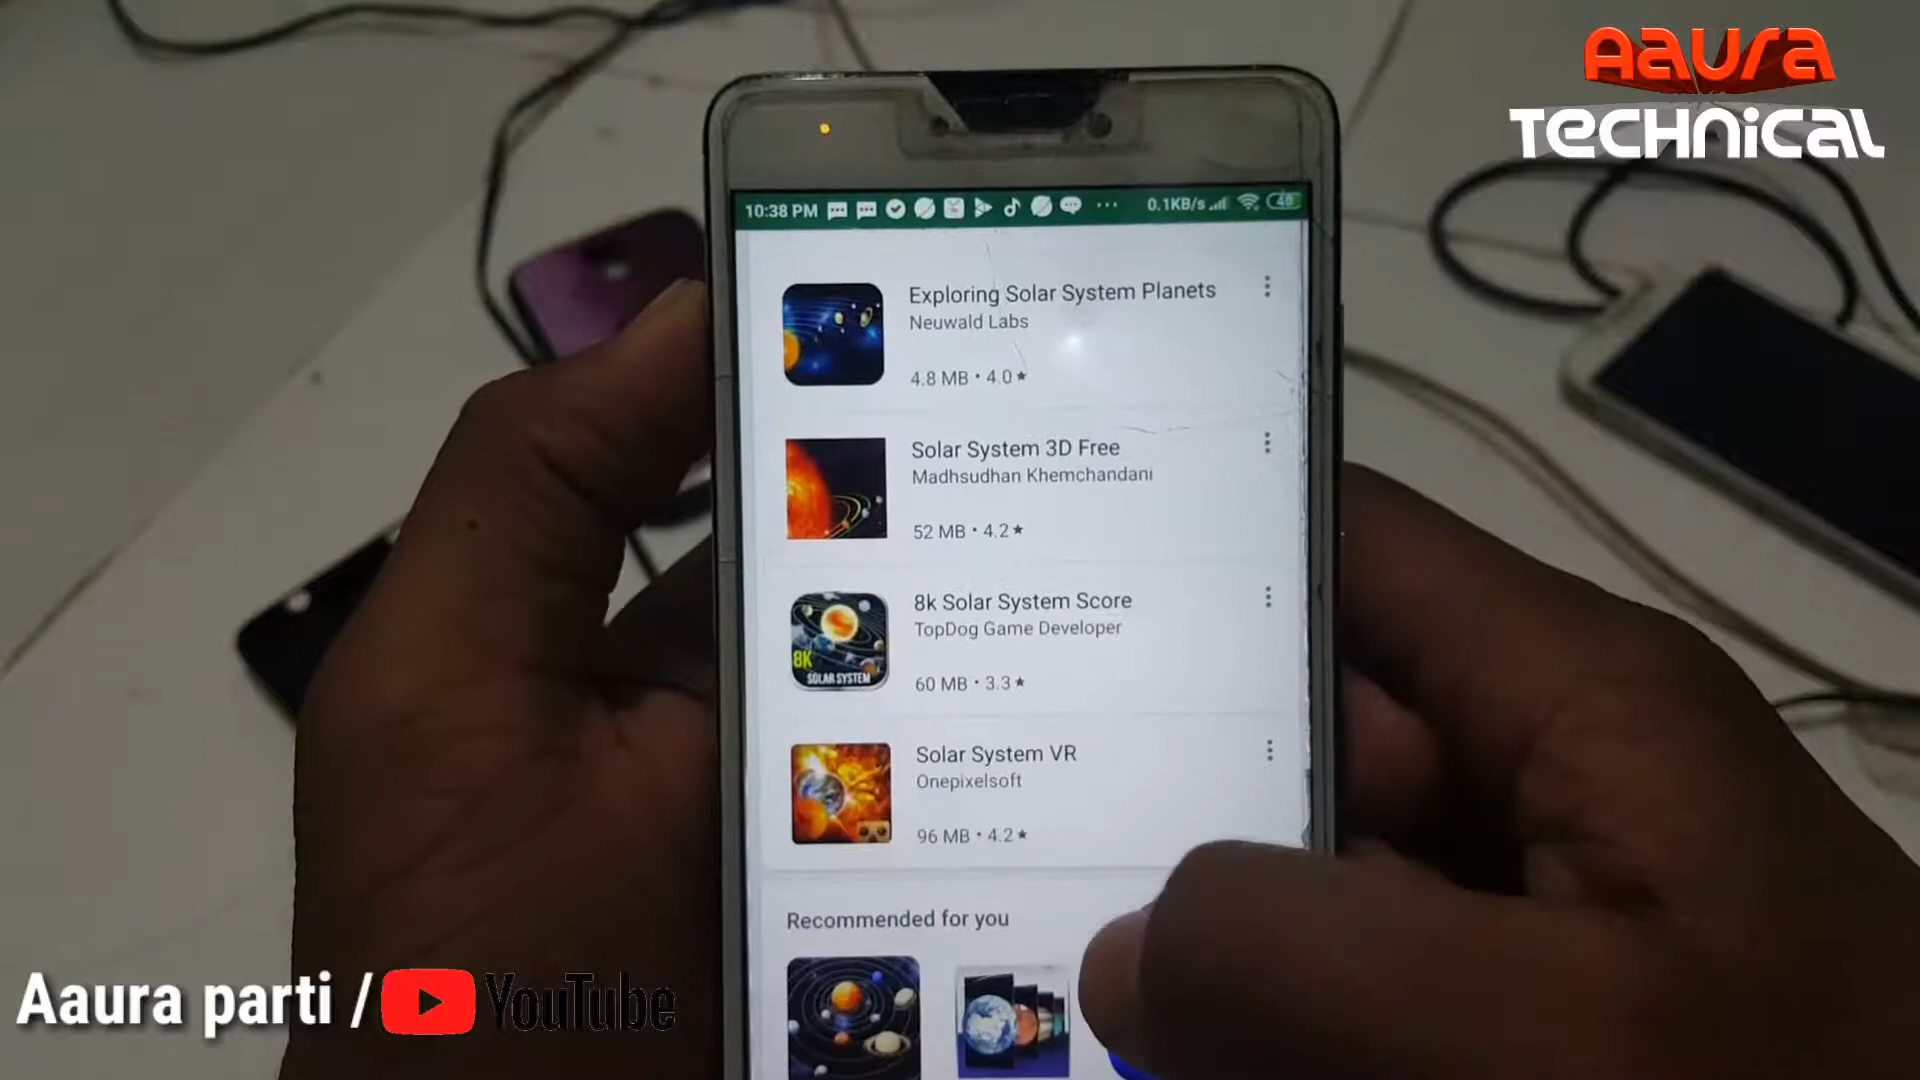 Aaura
Technical
10:38 PM
0.1KB/s
40
Exploring Solar System Planets
Neuwald Labs
4.8 MB • 4.0 ★
Solar System 3D Free
Madhsudhan Khemchandani
52 MB • 4.2 ★
8K
SOLAR SYSTEM
8k Solar System Score
TopDog Game Developer
60 MB • 3.3 ★
Solar System VR
Onepixelsoft
96 MB • 4.2 ★
Recommended for you
Aaura parti / YouTube